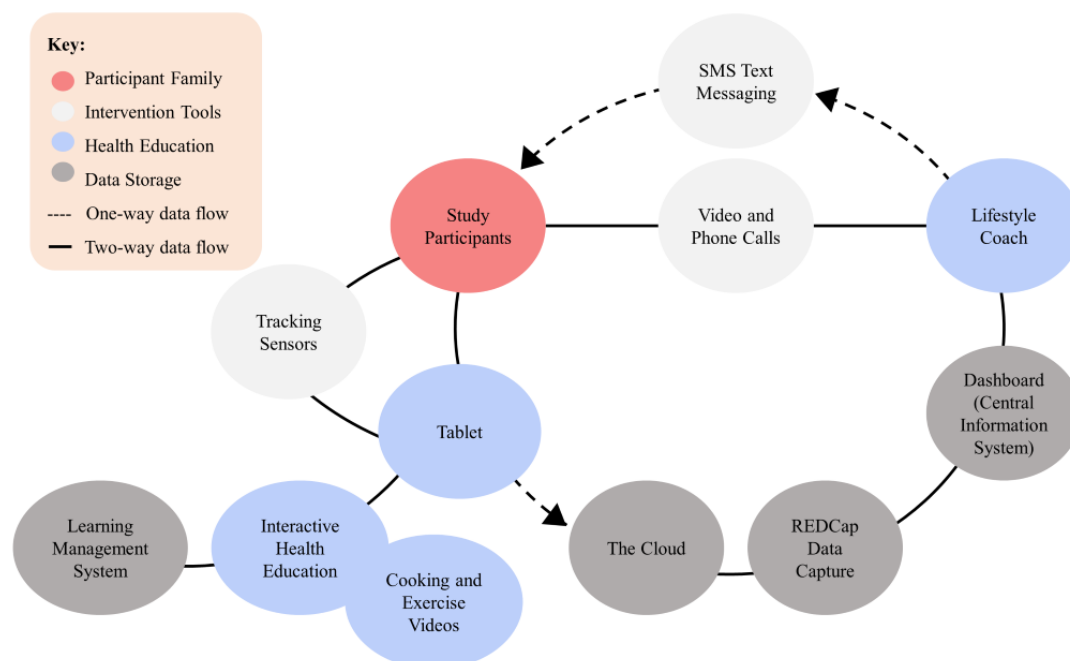 Key:
Participant Family
Intervention Tools
Health Education
Data Storage
One-way data flow
Two-way data flow
SMS Text
Messaging
Study
Participants
Video and
Phone Calls
Lifestyle
Coach
Tracking
Sensors
Tablet
Dashboard
(Central
Information
System)
Learning
Management
System
Interactive
Health
Education
Cooking and
Exercise
Videos
The Cloud
REDCap
Data
Capture